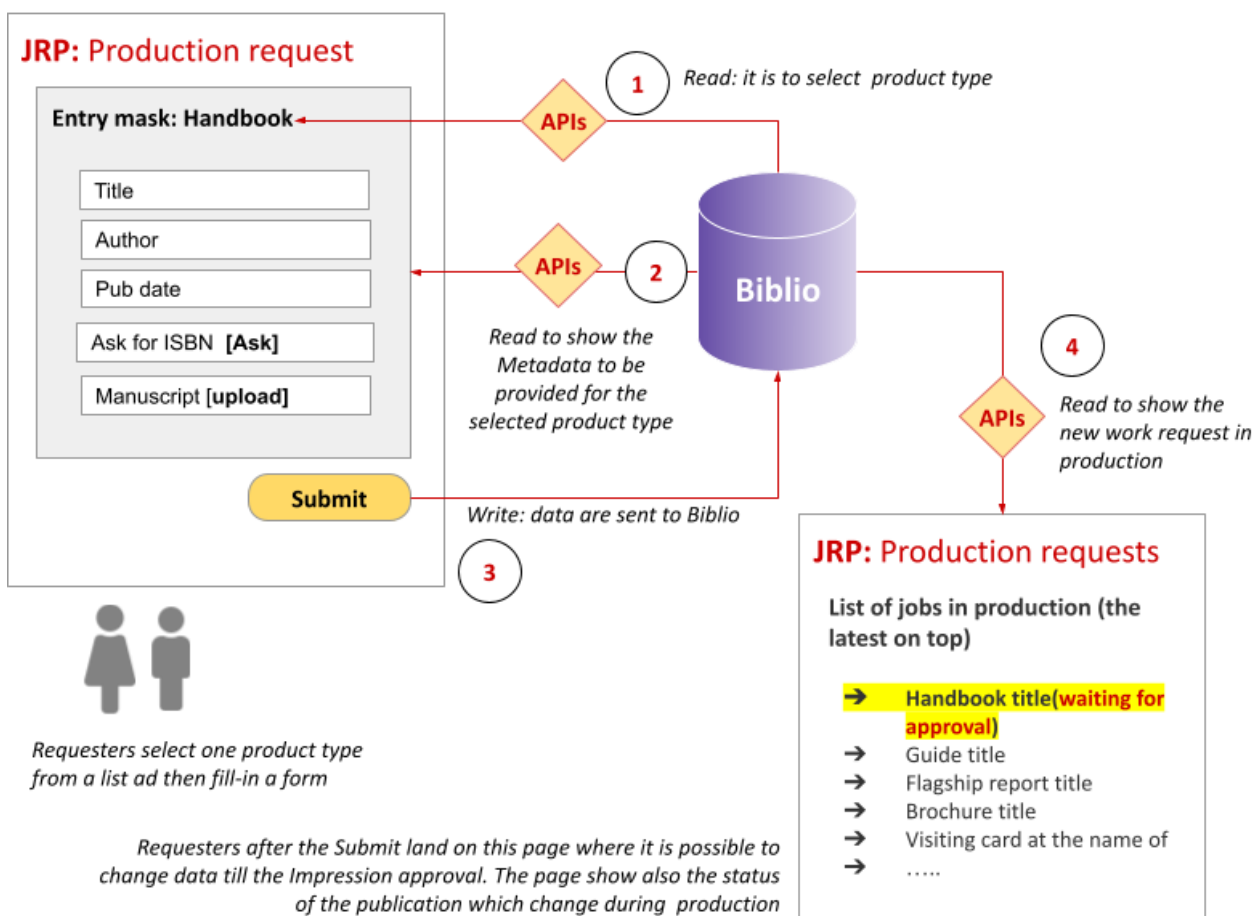 JRP: Production request
Entry mask: Handbook
Title
Author
Pub date
Ask for ISBN [Ask]
Manuscript [upload]
Submit
APIs
1
Read: it is to select product type
APIs
2
Read to show the
Metadata to be
provided for the
selected product type
Biblio
Write: data are sent to Biblio
3
4
APIs
Read to show the
new work request in
production
Requesters select one product type
from a list ad then fill-in a form
JRP: Production requests
List of jobs in production (the
latest on top)
➔ Handbook title(waiting for
approval)
➔ Guide title
➔ Flagship report title
➔ Brochure title
➔ Visiting card at the name of
➔ …..
Requesters after the Submit land on this page where it is possible to
change data till the Impression approval. The page show also the status
of the publication which change during production